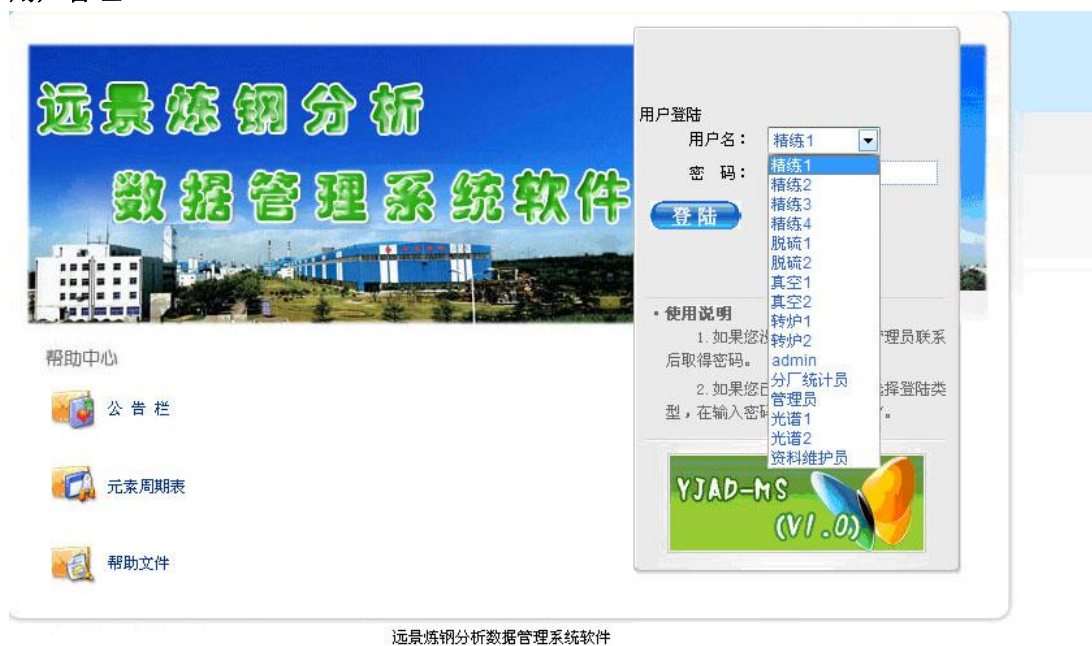 远景炼钢分析
数据管理系统软件
用户登陆
用户名：
精练1
密 码：
精练1
精练2
精练3
精练4
脱硫1
脱硫2
真空1
真空2
转炉1
转炉2
admin
分厂统计员
管理员
光谱1
光谱2
资料维护员
登陆
·使用说明
1.如果您 理员联系
后取得密码。
2.如果您 择登陆类
型，在输入密 。
帮助中心
公 告 栏
元素周期表
帮助文件
YJAD-MS
(V1.0)
远景炼钢分析数据管理系统软件